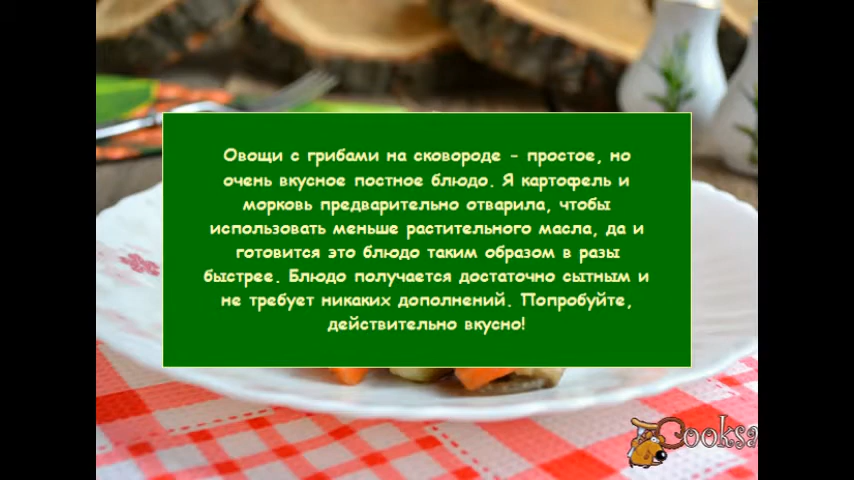 Овощи с грибами на сковороде - простое, но
очень вкусное постное блюдо. Я картофель и
морковь предварительно отварила, чтобы
использовать меньше растительного масла, да и
готовится это блюдо таким образом в разы
быстрее. Блюдо получается достаточно сытным и
не требует никаких дополнений. Попробуйте,
действительно вкусно!
Cooksa